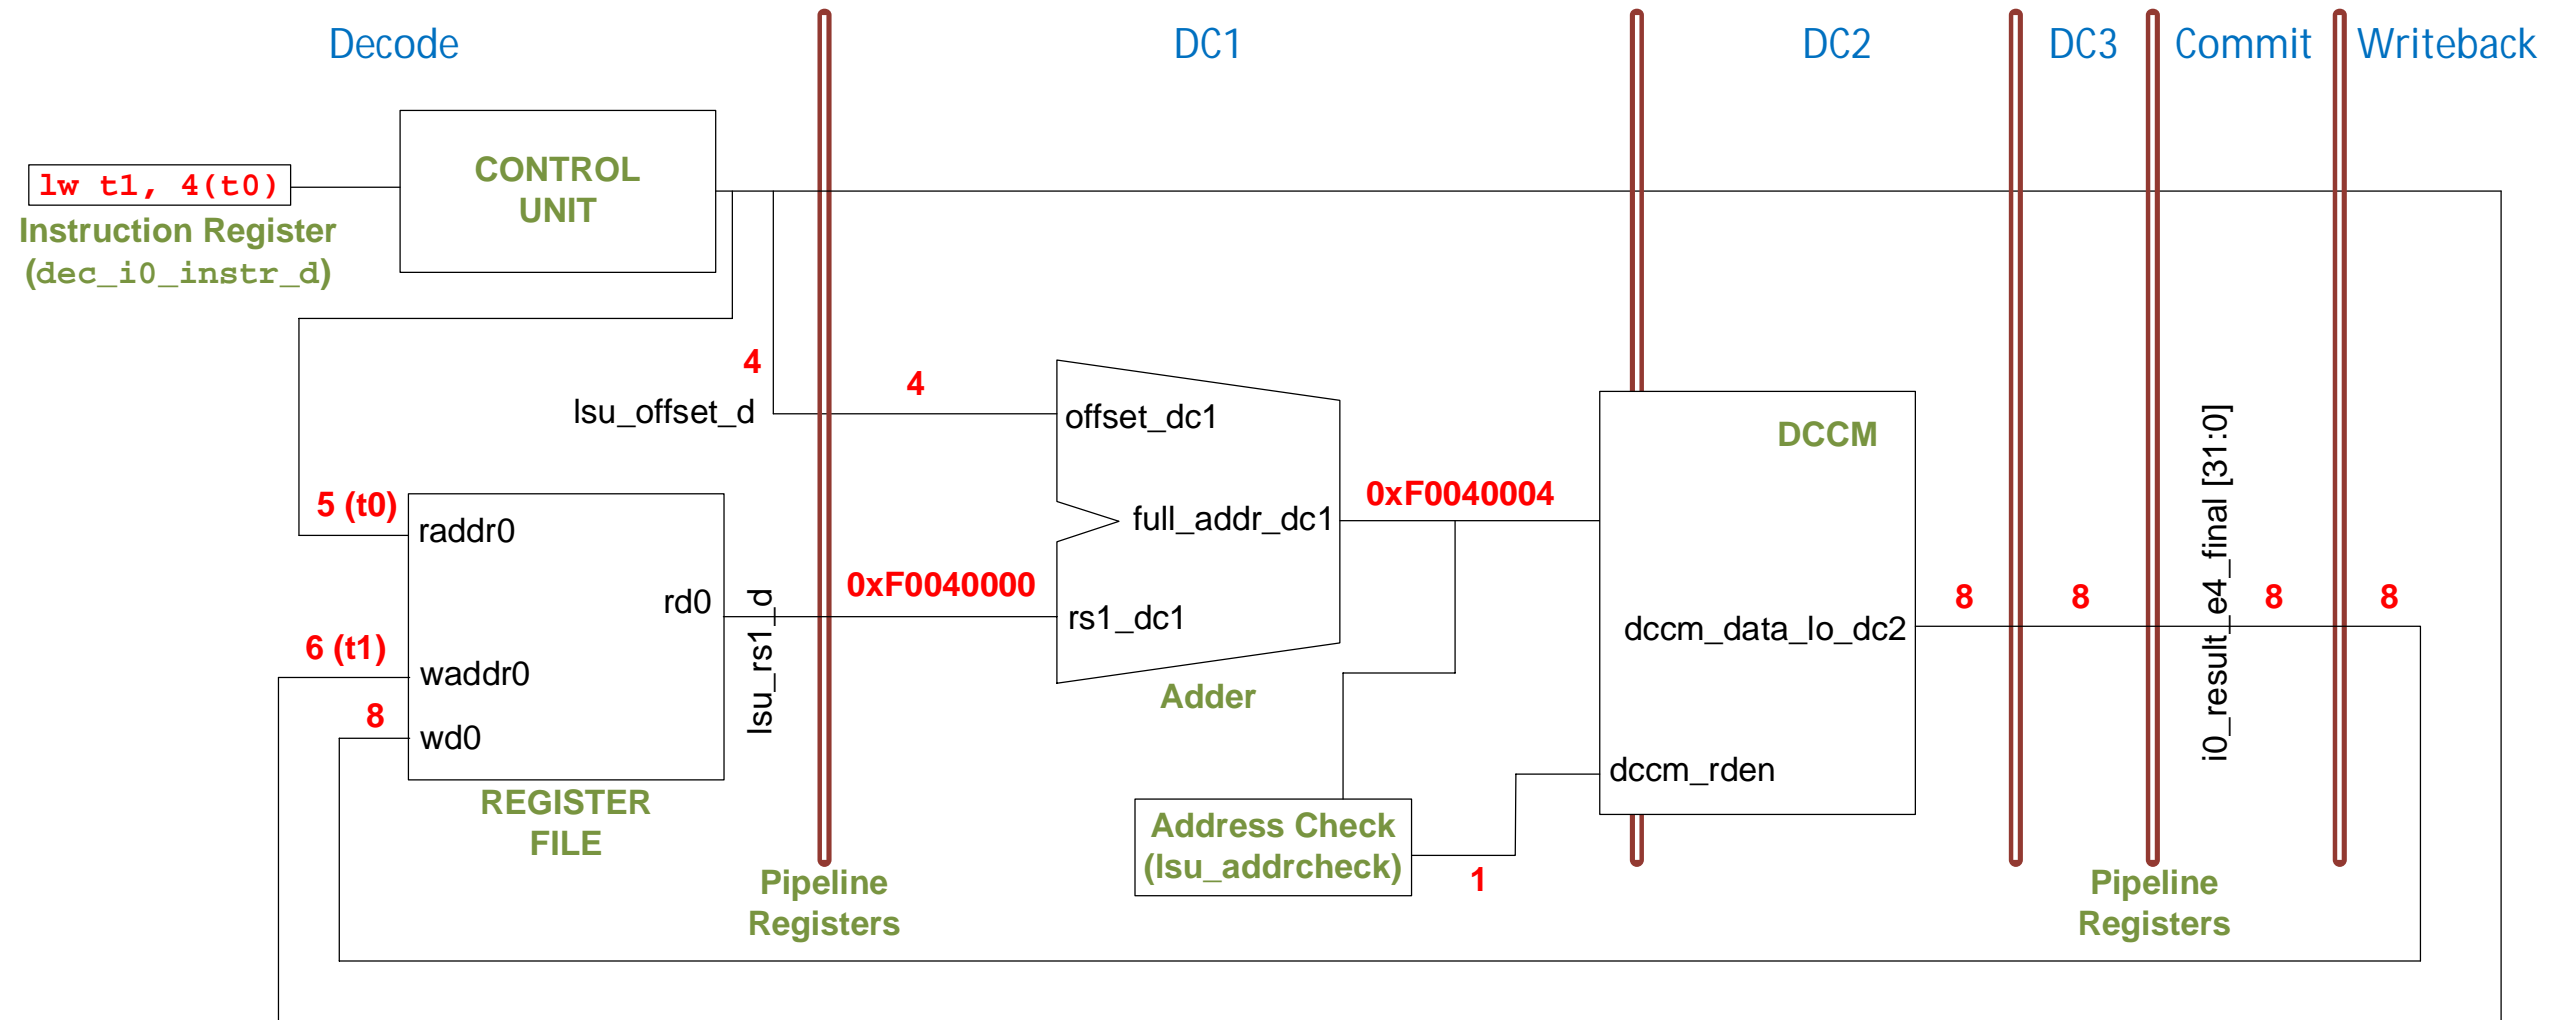 Decode
DC1
DC2
DC3
Commit
Writeback
CONTROL
UNIT
lw t1, 4(t0)
Instruction Register
(dec_i0_instr_d)
4
lsu_offset_d
4
offset_dc1
DCCM
5 (t0)
raddr0
full_addr_dc1
0xF0040004
i0_result_e4_final [31:0]
rd0
lsu_rs1_d
0xF0040000
rs1_dc1
dccm_data_lo_dc2
8
8
8
8
6 (t1)
waddr0
Adder
8
wd0
dccm_rden
REGISTER
FILE
Address Check
(lsu_addrcheck)
1
Pipeline
Registers
Pipeline
Registers